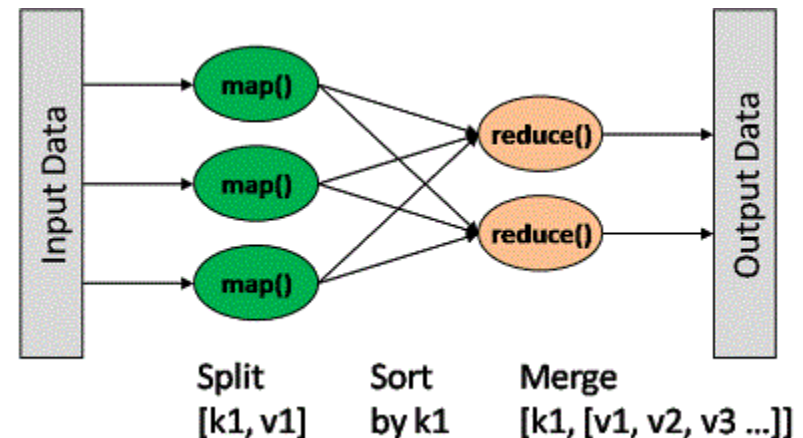 Input Data
map()
map()
map()
reduce()
reduce()
Output Data
Split
[k1, v1]
Sort
by k1
Merge
[k1, [v1, v2, v3 ...]]